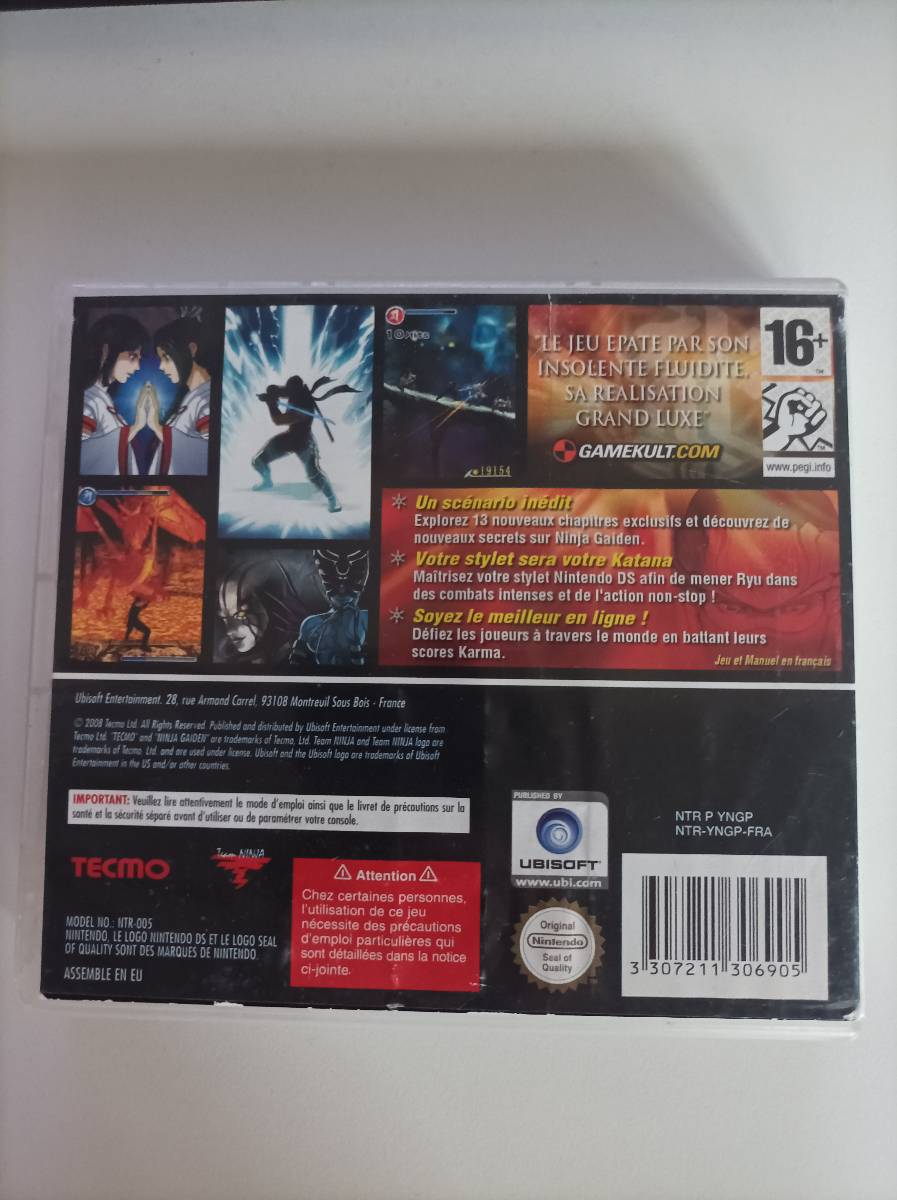 10 Hits
19154
"LE JEU EPATE PAR SON
INSOLENTE FLUIDITE,
SA REALISATION
GRAND LUXE"
GAMEKULT.COM
16+
TM
www.pegi.info
* Un scénario inédit
Explorez 13 nouveaux chapitres exclusifs et découvrez de
nouveaux secrets sur Ninja Gaiden.
* Votre stylet sera votre Katana
Maîtrisez votre stylet Nintendo DS afin de mener Ryu dans
des combats intenses et de l'action non-stop !
* Soyez le meilleur en ligne !
Défiez les joueurs à travers le monde en battant leurs
scores Karma.
Jeu et Manuel en français
Ubisoft Entertainment. 28, rue Armand Carrel, 93108 Montreuil Sous Bois - France
© 2008 Tecmo Ltd. All Rights Reserved. Published and distributed by Ubisoft Entertainment under license from
Tecmo Ltd. "TECMO" and "NINJA GAIDEN" are trademarks of Tecmo, Ltd. Team NINJA and Team NINJA logo are
trademarks of Tecmo, Ltd. and are used under license. Ubisoft and the Ubisoft logo are trademarks of Ubisoft
Entertainment in the US and/or other countries.
IMPORTANT: Veuillez lire attentivement le mode d'emploi ainsi que le livret de précautions sur la
santé et la sécurité séparé avant d'utiliser ou de paramétrer votre console.
TECMO
Team NINJA
MODEL NO.: NTR-005
NINTENDO, LE LOGO NINTENDO DS ET LE LOGO SEAL
OF QUALITY SONT DES MARQUES DE NINTENDO.
ASSEMBLE EN EU
⚠ Attention ⚠
Chez certaines personnes,
l'utilisation de ce jeu
nécessite des précautions
d'emploi particulières qui
sont détaillées dans la notice
ci-jointe.
PUBLISHED BY
UBISOFT
www.ubi.com
Original
Nintendo
Seal of
Quality
NTR P YNGP
NTR-YNGP-FRA
3 307211 306905